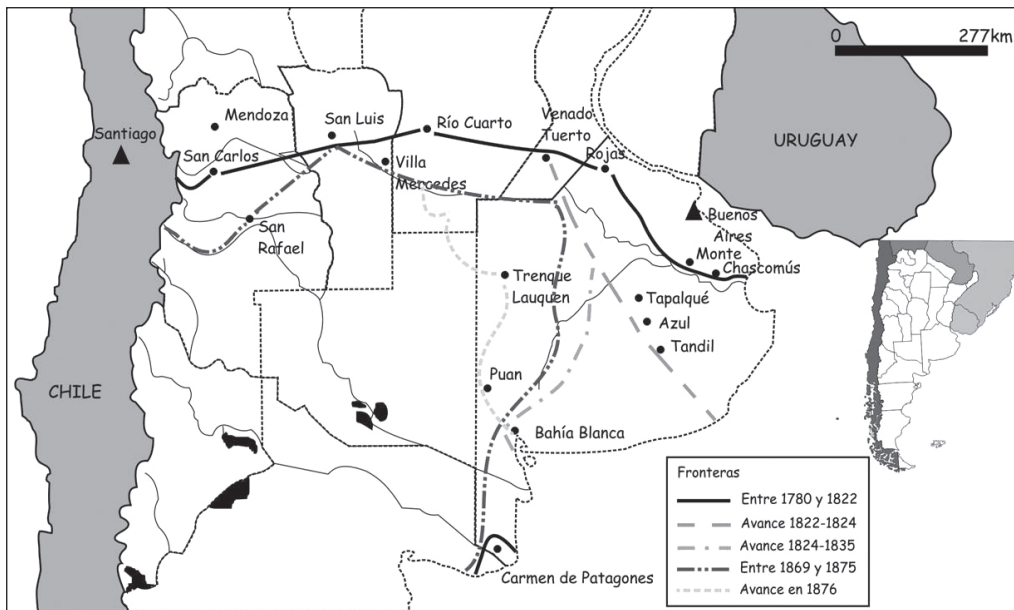 0 277km
Mendoza
San Luis
Río Cuarto
Venado
Tuerto
Santiago
San Carlos
Villa
Mercedes
Rojas
URUGUAY
San
Rafael
Buenos
Aires
Monte
Chascomús
Trenque
Lauquen
Tapalqué
Azul
Tandil
CHILE
Puan
Bahía Blanca
Carmen de Patagones
Fronteras
Entre 1780 y 1822
Avance 1822-1824
Avance 1824-1835
Entre 1869 y 1875
Avance en 1876